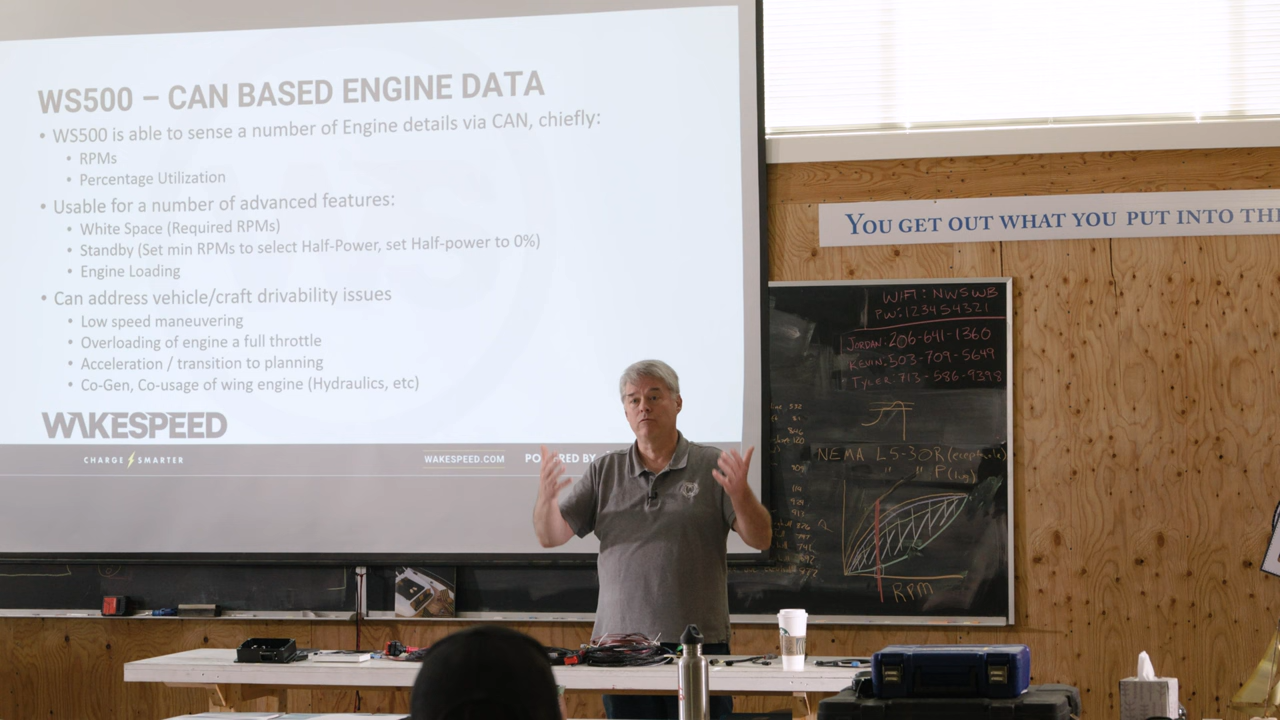 WS500 – CAN BASED ENGINE DATA
• WS500 is able to sense a number of Engine details via CAN, chiefly:
• RPMs
• Percentage Utilization
• Usable for a number of advanced features:
• White Space (Required RPMs)
• Standby (Set min RPMs to select Half-Power, set Half-power to 0%)
• Engine Loading
• Can address vehicle/craft drivability issues
• Low speed maneuvering
• Overloading of engine a full throttle
• Acceleration / transition to planning
• Co-Gen, Co-usage of wing engine (Hydraulics, etc)
WAKESPEED
CHARGE SMARTER
WAKESPEED.COM
POWERED BY
YOU GET OUT WHAT YOU PUT INTO
WIFI: NWSWB
PW: 123454321
JORDAN: 206-641-1360
KEVIN: 503-709-5649
TYLER: 713-586-9398
NEMA L5-30R (receptacle)
" " P (plug)
RPM